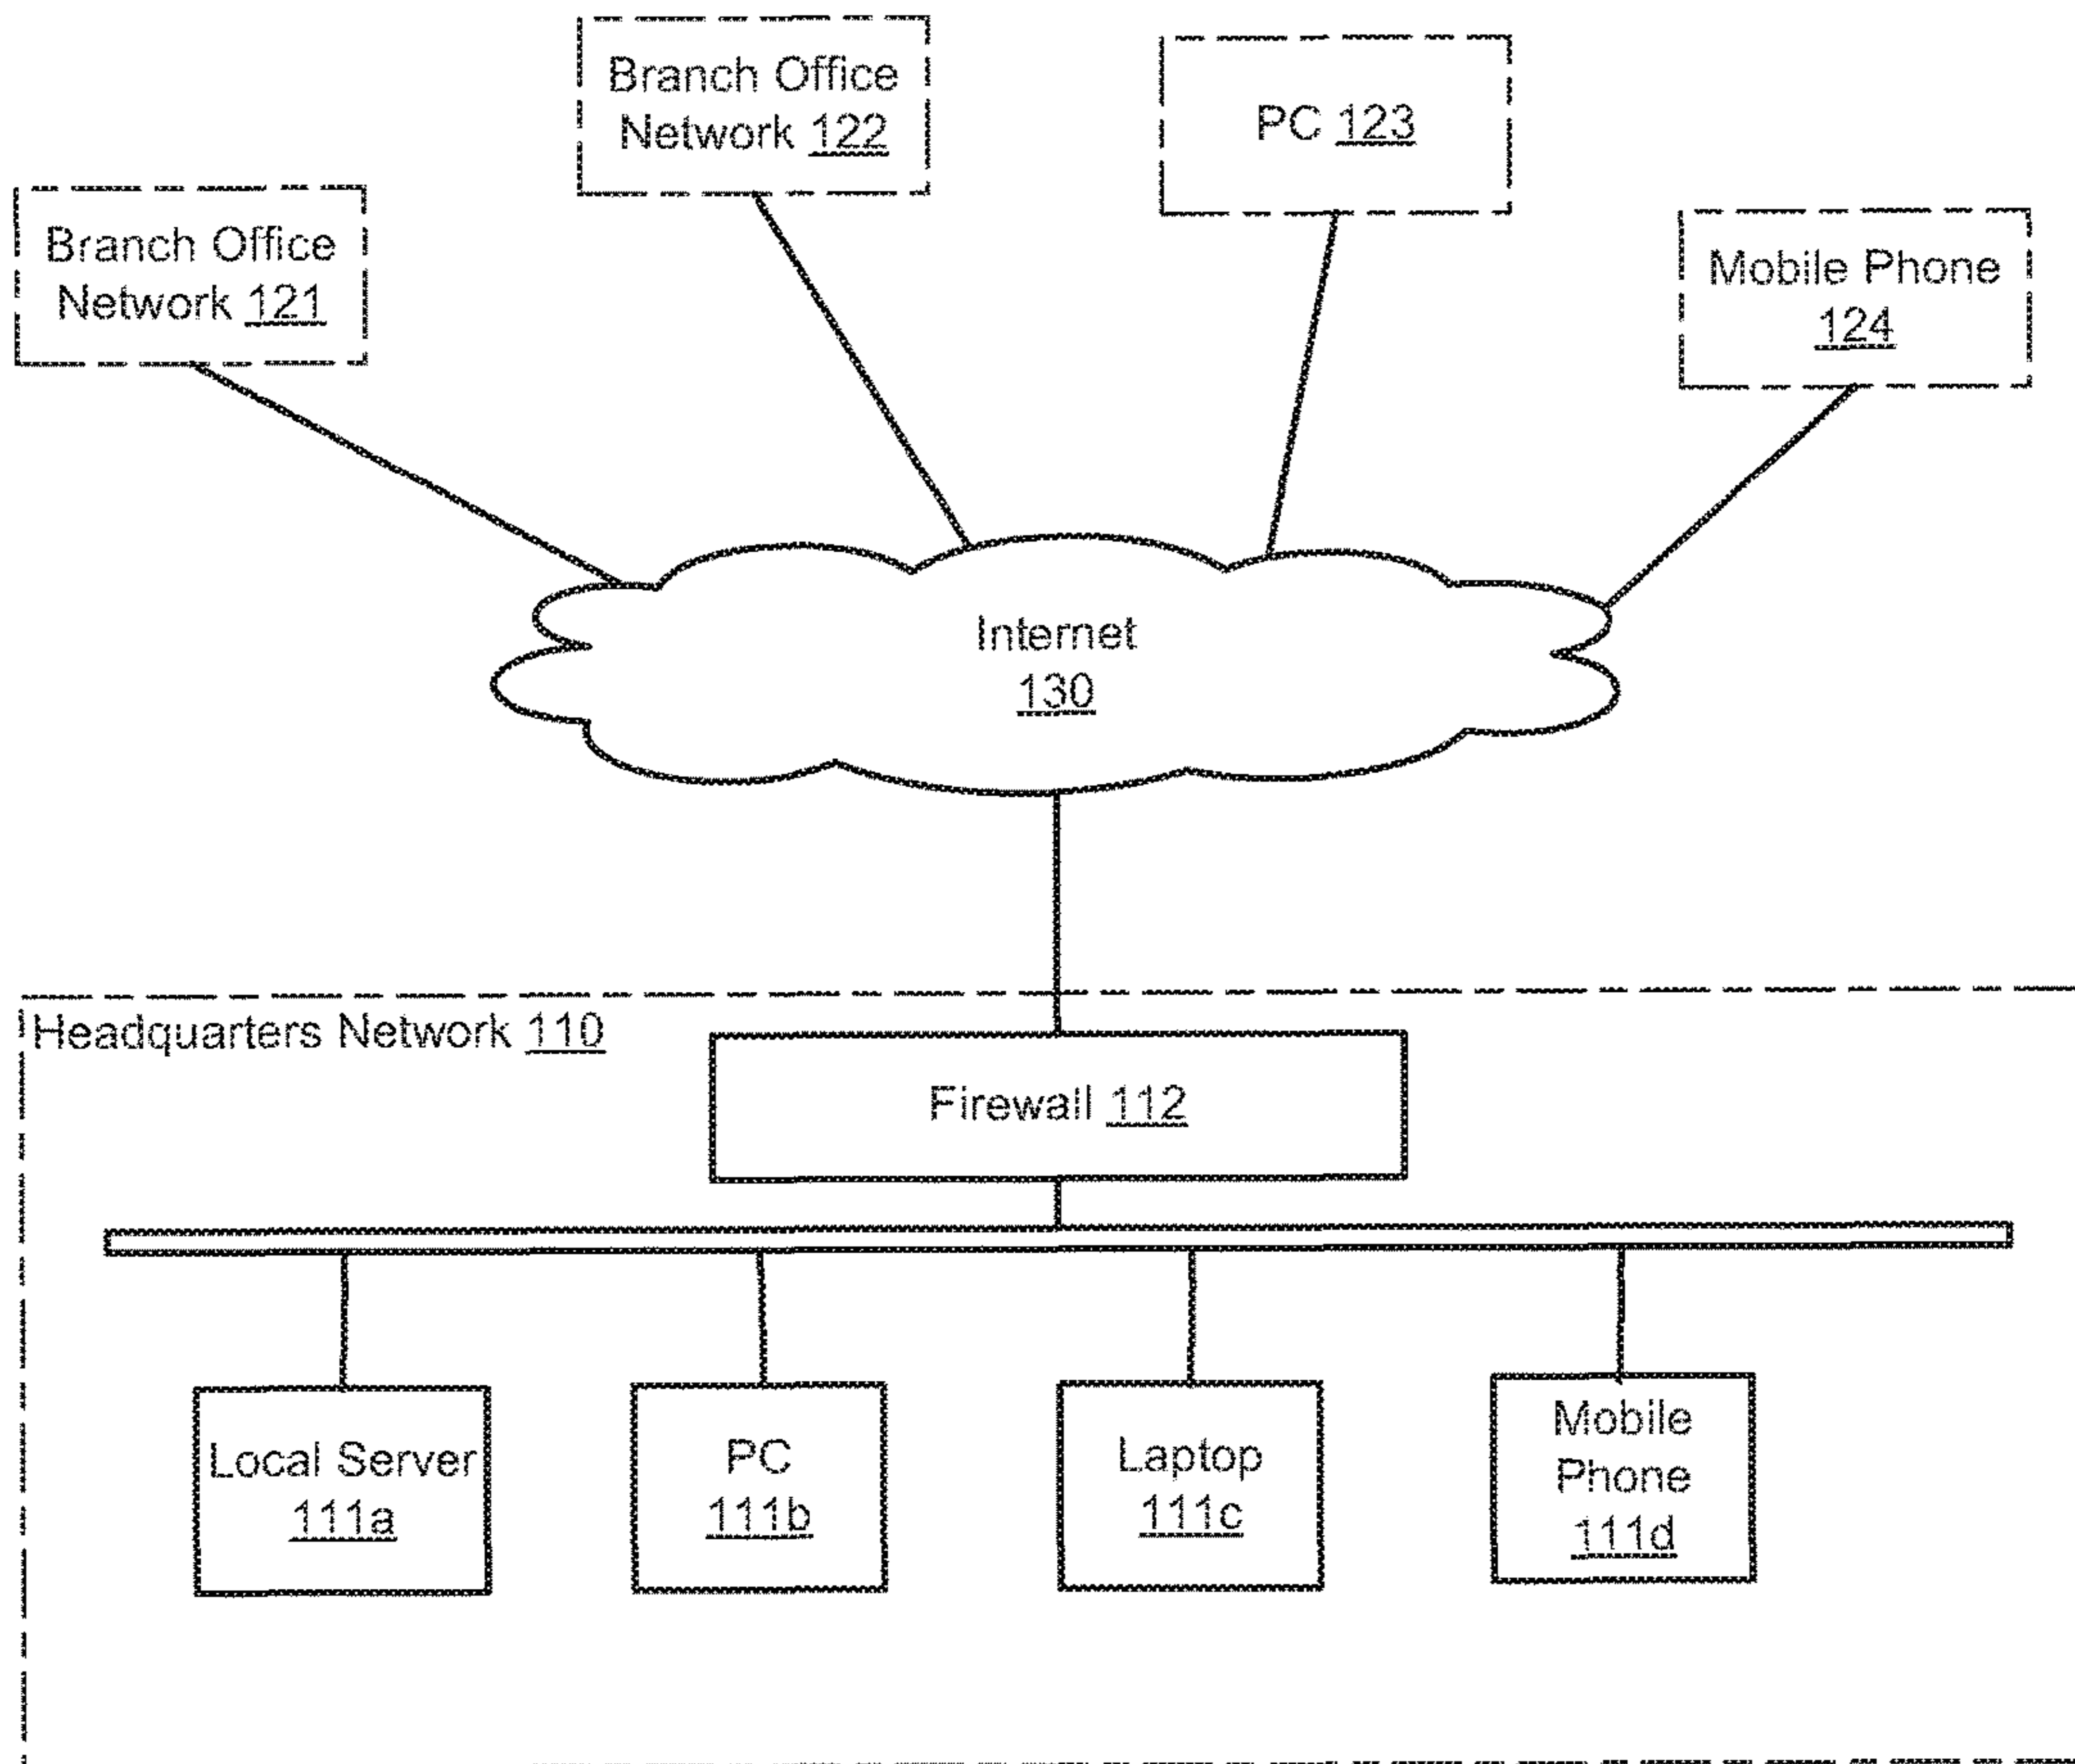 Branch Office
Network 122
PC 123
Branch Office
Network 121
Mobile Phone
124
Internet
130
Headquarters Network 110
Firewall 112
Local Server
111a
PC
111b
Laptop
111c
Mobile
Phone
111d